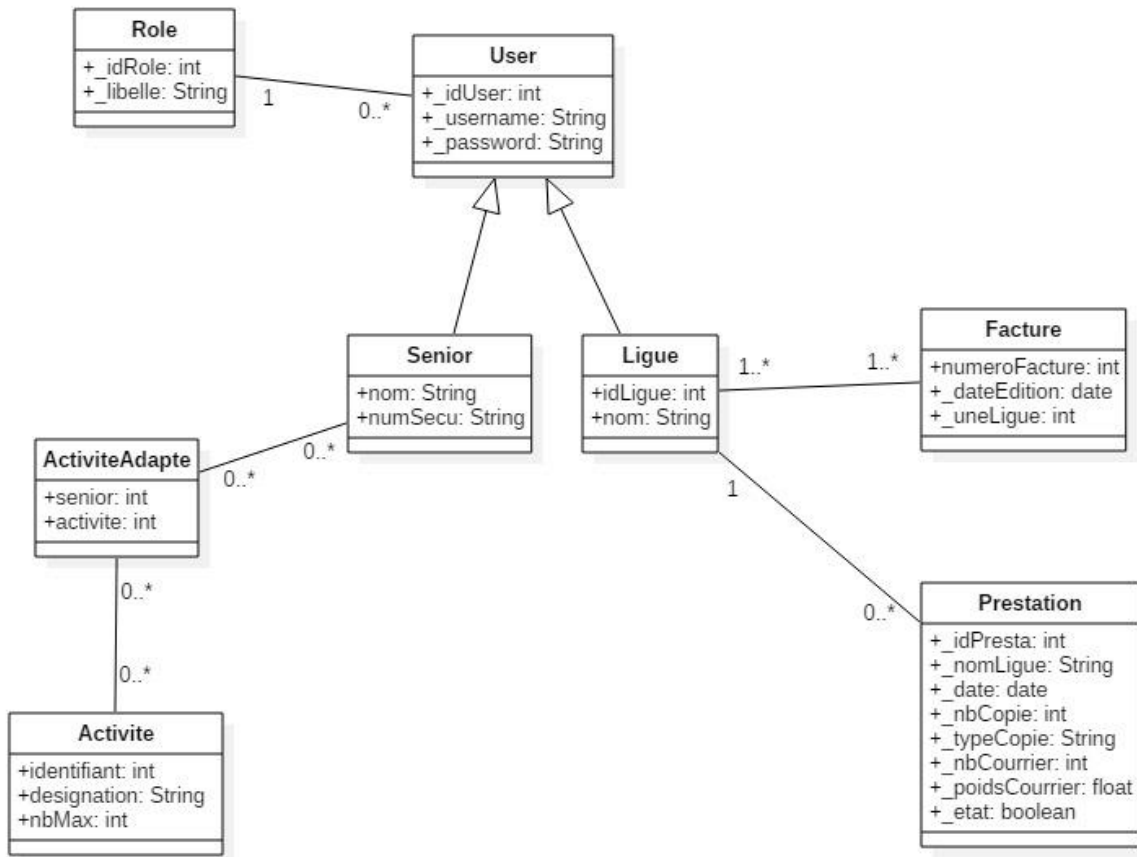 Role
+_idRole: int
+_libelle: String
1
0..*
User
+_idUser: int
+_username: String
+_password: String
Senior
+nom: String
+numSecu: String
0..*
0..*
Ligue
+idLigue: int
+nom: String
1..*
1..*
1
0..*
Facture
+numeroFacture: int
+_dateEdition: date
+_uneLigue: int
ActiviteAdapte
+senior: int
+activite: int
0..*
0..*
Activite
+identifiant: int
+designation: String
+nbMax: int
Prestation
+_idPresta: int
+_nomLigue: String
+_date: date
+_nbCopie: int
+_typeCopie: String
+_nbCourrier: int
+_poidsCourrier: float
+_etat: boolean